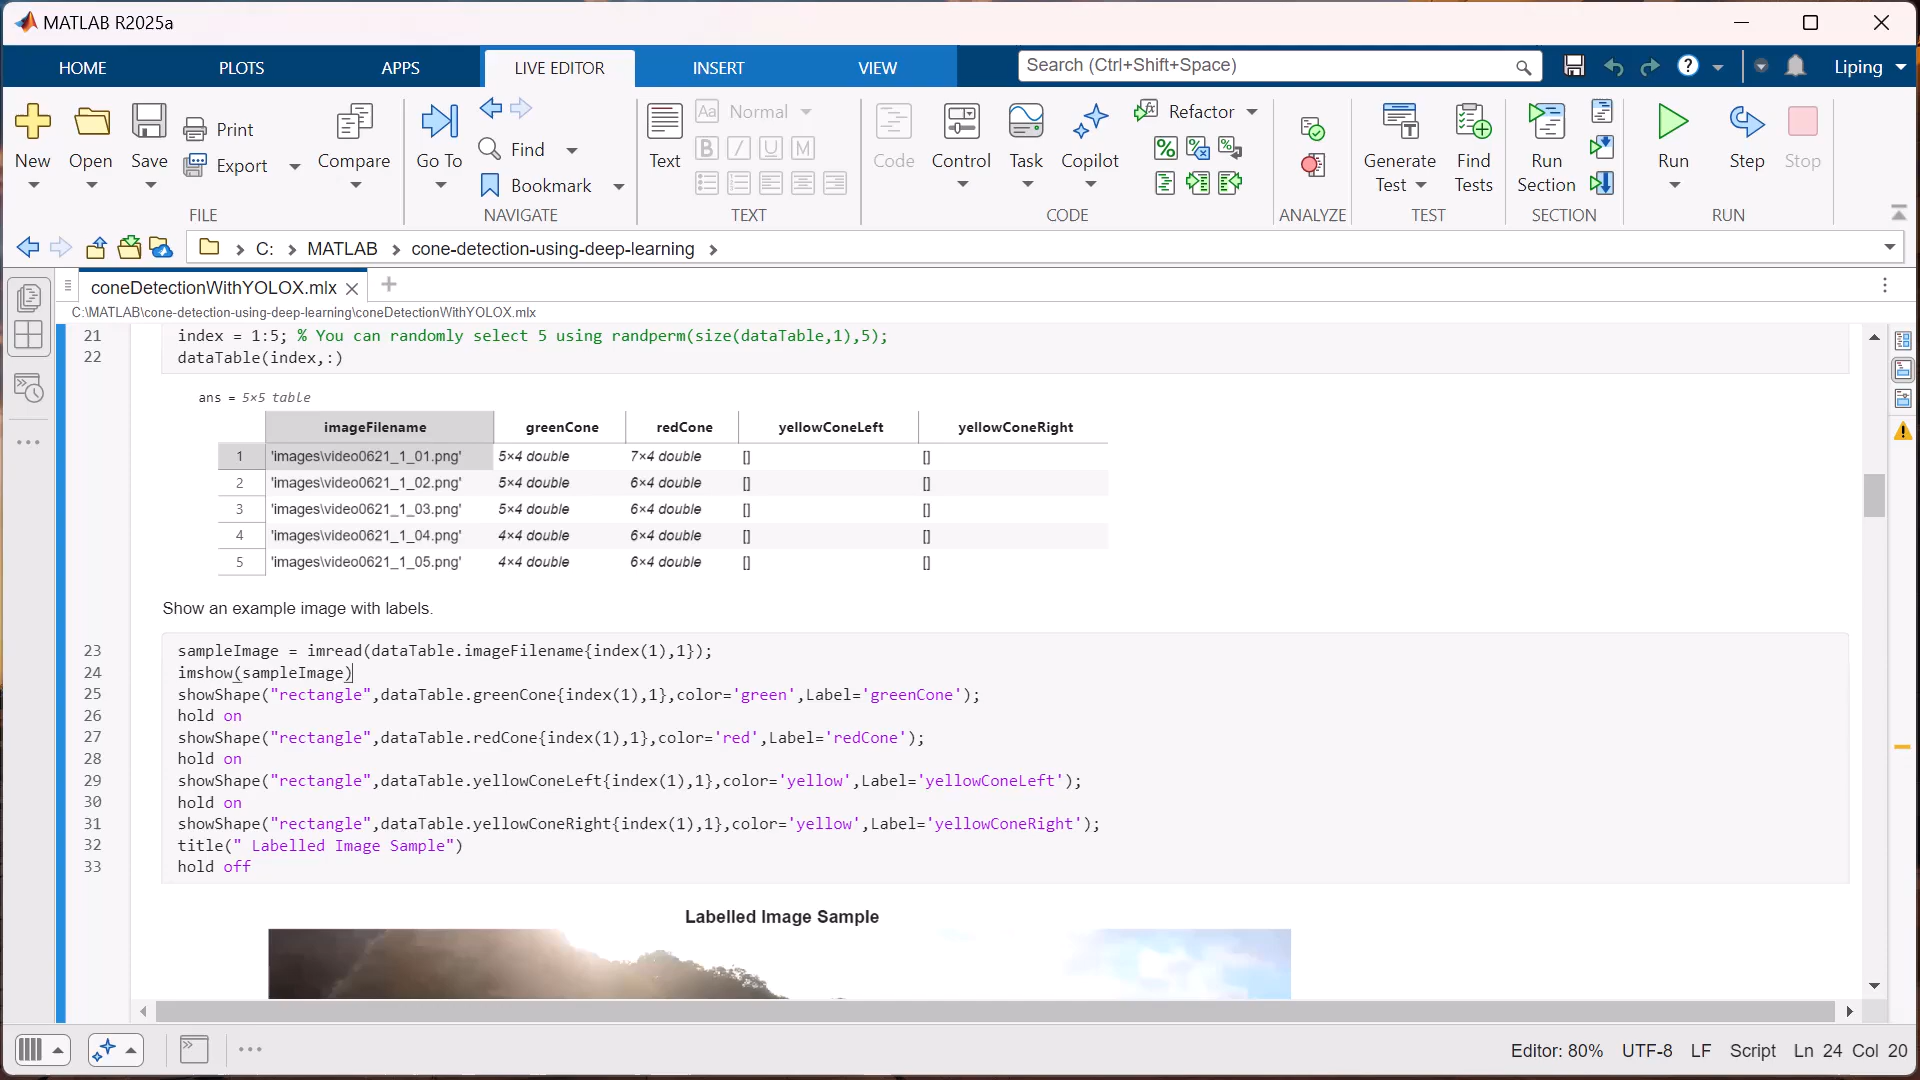 MATLAB R2025a
HOME PLOTS APPS LIVE EDITOR INSERT VIEW Search (Ctrl+Shift+Space) Liping
New Open Save Print Export Compare Go To Find Bookmark Text Normal B I U M Code Control Task Copilot Refactor Generate Test Find Tests Run Section Run Step Stop
FILE NAVIGATE TEXT CODE ANALYZE TEST SECTION RUN
C: MATLAB cone-detection-using-deep-learning
coneDetectionWithYOLOX.mlx
C:\MATLAB\cone-detection-using-deep-learning\coneDetectionWithYOLOX.mlx
21 index = 1:5; % You can randomly select 5 using randperm(size(dataTable,1),5);
22 dataTable(index,:)
ans = 5×5 table
imageFilename greenCone redCone yellowConeLeft yellowConeRight
1 'images\video0621_1_01.png' 5×4 double 7×4 double [] []
2 'images\video0621_1_02.png' 5×4 double 6×4 double [] []
3 'images\video0621_1_03.png' 5×4 double 6×4 double [] []
4 'images\video0621_1_04.png' 4×4 double 6×4 double [] []
5 'images\video0621_1_05.png' 4×4 double 6×4 double [] []
Show an example image with labels.
23 sampleImage = imread(dataTable.imageFilename{index(1),1});
24 imshow(sampleImage)
25 showShape("rectangle",dataTable.greenCone{index(1),1},color='green',Label='greenCone');
26 hold on
27 showShape("rectangle",dataTable.redCone{index(1),1},color='red',Label='redCone');
28 hold on
29 showShape("rectangle",dataTable.yellowConeLeft{index(1),1},color='yellow',Label='yellowConeLeft');
30 hold on
31 showShape("rectangle",dataTable.yellowConeRight{index(1),1},color='yellow',Label='yellowConeRight');
32 title(" Labelled Image Sample")
33 hold off
Labelled Image Sample
Editor: 80% UTF-8 LF Script Ln 24 Col 20